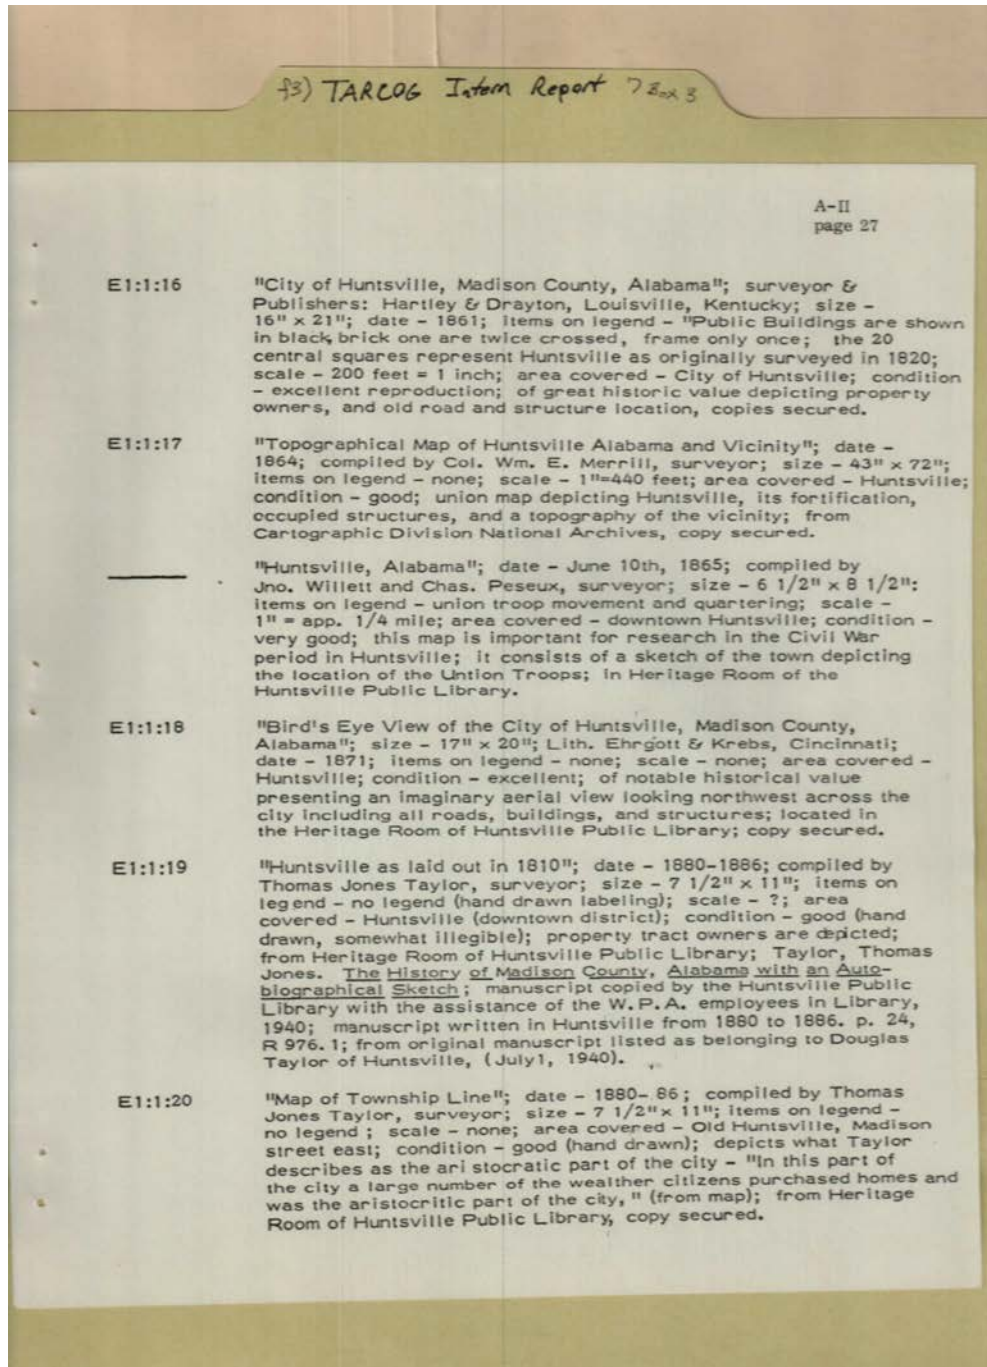 f3) TARCOG Intern Report 7 Box 3
A-II
page 27
E1:1:16 "City of Huntsville, Madison County, Alabama"; surveyor &
Publishers: Hartley & Drayton, Louisville, Kentucky; size -
16" x 21"; date - 1861; items on legend - "Public Buildings are shown
in black, brick one are twice crossed, frame only once; the 20
central squares represent Huntsville as originally surveyed in 1820;
scale - 200 feet = 1 inch; area covered - City of Huntsville; condition
- excellent reproduction; of great historic value depicting property
owners, and old road and structure location, copies secured.
E1:1:17 "Topographical Map of Huntsville Alabama and Vicinity"; date -
1864; compiled by Col. Wm. E. Merrill, surveyor; size - 43" x 72";
items on legend - none; scale - 1"=440 feet; area covered - Huntsville;
condition - good; union map depicting Huntsville, its fortification,
occupied structures, and a topography of the vicinity; from
Cartographic Division National Archives, copy secured.
"Huntsville, Alabama"; date - June 10th, 1865; compiled by
Jno. Willett and Chas. Peseux, surveyor; size - 6 1/2" x 8 1/2":
items on legend - union troop movement and quartering; scale -
1" = app. 1/4 mile; area covered - downtown Huntsville; condition -
very good; this map is important for research in the Civil War
period in Huntsville; it consists of a sketch of the town depicting
the location of the Untion Troops; in Heritage Room of the
Huntsville Public Library.
E1:1:18 "Bird's Eye View of the City of Huntsville, Madison County,
Alabama"; size - 17" x 20"; Lith. Ehrgott & Krebs, Cincinnati;
date - 1871; items on legend - none; scale - none; area covered -
Huntsville; condition - excellent; of notable historical value
presenting an imaginary aerial view looking northwest across the
city including all roads, buildings, and structures; located in
the Heritage Room of Huntsville Public Library; copy secured.
E1:1:19 "Huntsville as laid out in 1810"; date - 1880-1886; compiled by
Thomas Jones Taylor, surveyor; size - 7 1/2" x 11"; items on
legend - no legend (hand drawn labeling); scale - ?; area
covered - Huntsville (downtown district); condition - good (hand
drawn, somewhat illegible); property tract owners are depicted;
from Heritage Room of Huntsville Public Library; Taylor, Thomas
Jones. The History of Madison County, Alabama with an Auto-
biographical Sketch; manuscript copied by the Huntsville Public
Library with the assistance of the W.P.A. employees in Library,
1940; manuscript written in Huntsville from 1880 to 1886. p. 24,
R 976.1; from original manuscript listed as belonging to Douglas
Taylor of Huntsville, (July1, 1940).
E1:1:20 "Map of Township Line"; date - 1880- 86; compiled by Thomas
Jones Taylor, surveyor; size - 7 1/2"x 11"; items on legend -
no legend ; scale - none; area covered - Old Huntsville, Madison
street east; condition - good (hand drawn); depicts what Taylor
describes as the ari stocratic part of the city - "In this part of
the city a large number of the wealther citizens purchased homes and
was the aristocritic part of the city, " (from map); from Heritage
Room of Huntsville Public Library, copy secured.